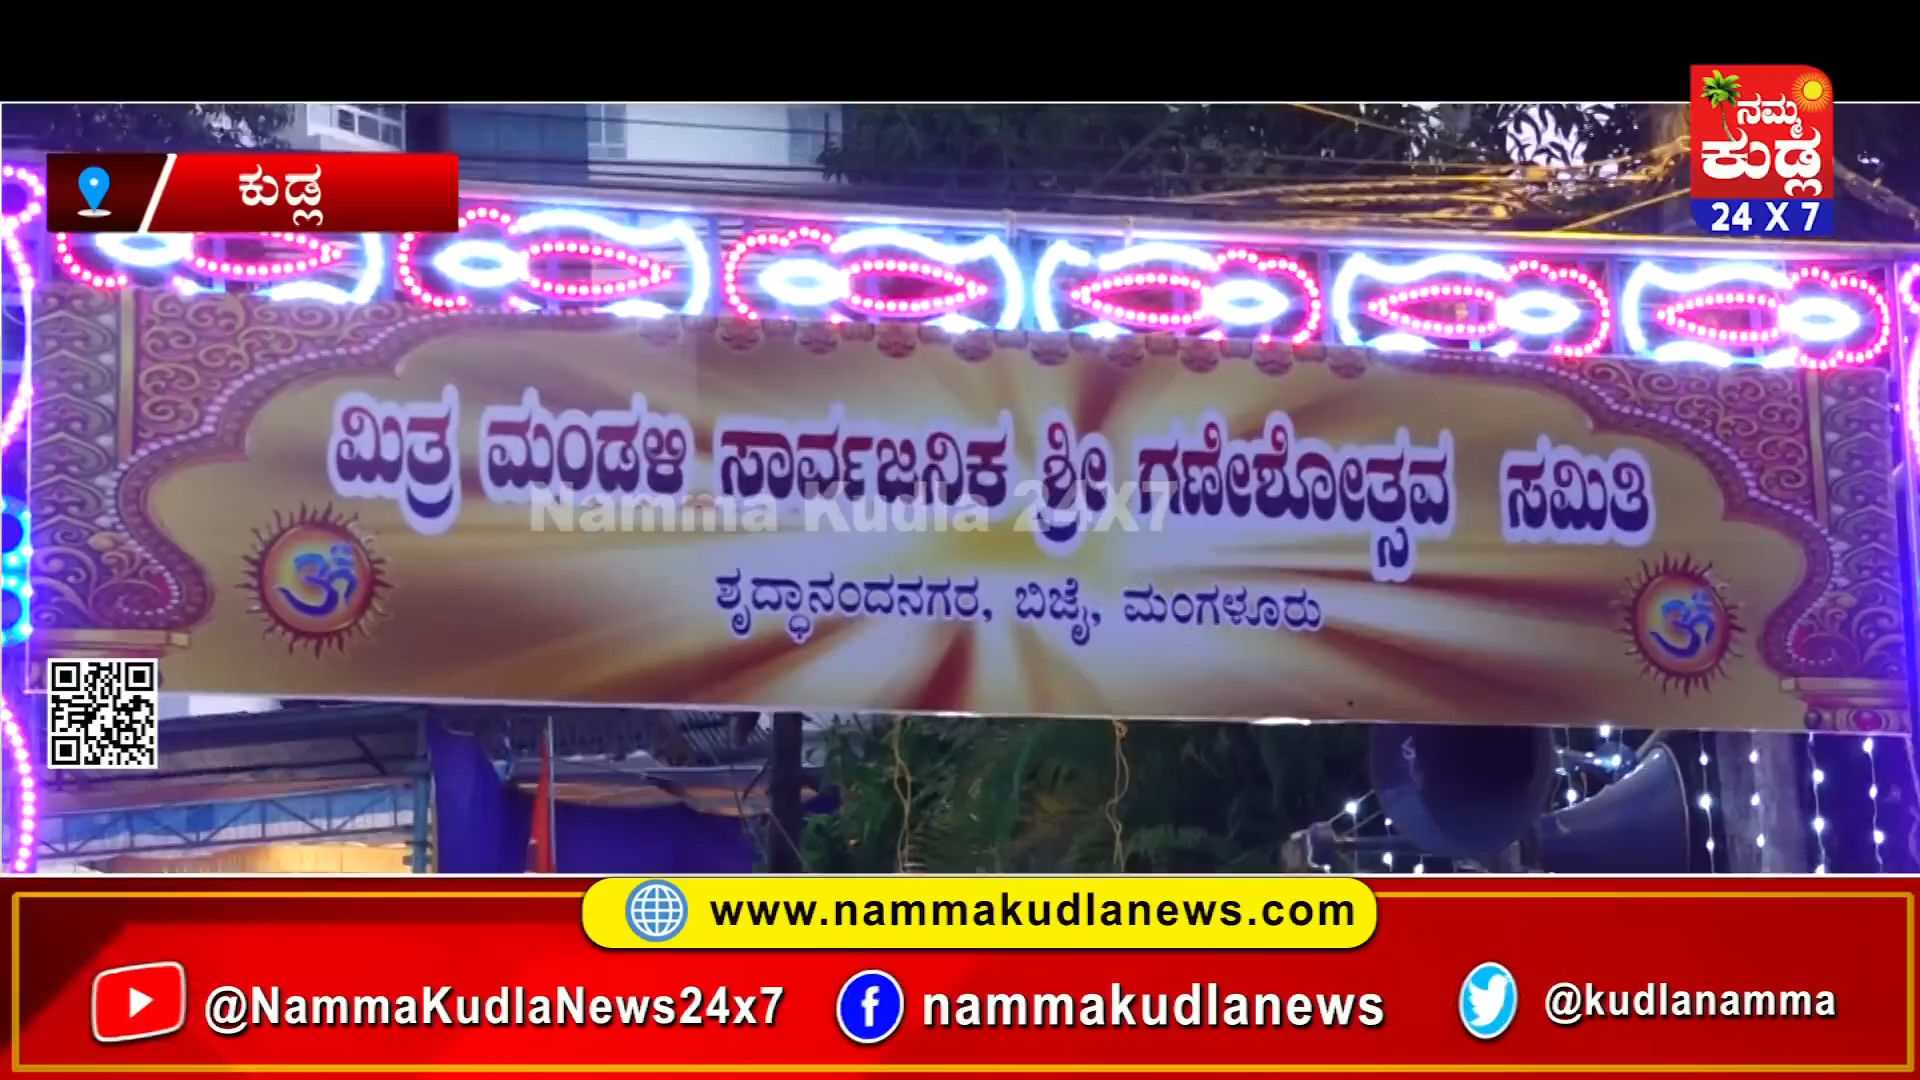 ನಮ್ಮ
ಕುಡ್ಲ
24 X 7
ಕುಡ್ಲ
ಮಿತ್ರ ಮಂಡಳಿ ಸಾರ್ವಜನಿಕ ಶ್ರೀ ಗಣೇಶೋತ್ಸವ ಸಮಿತಿ
Namma Kudla 24X7
ಶೃದ್ಧಾನಂದನಗರ, ಬಿಜೈ, ಮಂಗಳೂರು
ॐ
ॐ
www.nammakudlanews.com
@NammaKudlaNews24x7
nammakudlanews
@kudlanamma